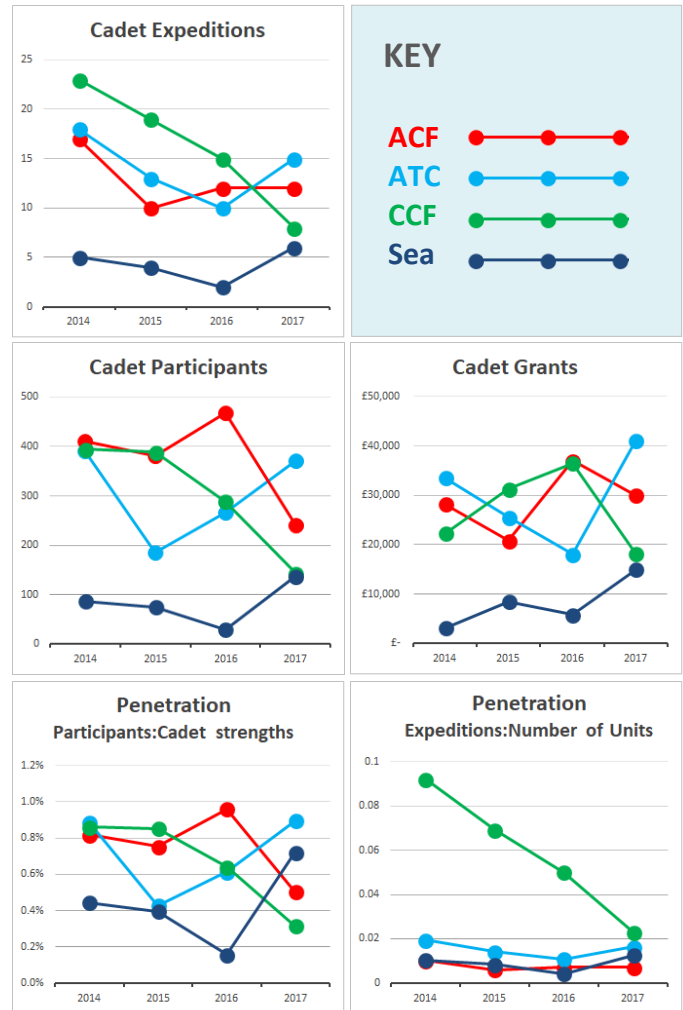 Cadet Expeditions
25
20
15
10
5
0
2014 2015 2016 2017
KEY
ACF
ATC
CCF
Sea
Cadet Participants
500
400
300
200
100
0
2014 2015 2016 2017
Cadet Grants
£50,000
£40,000
£30,000
£20,000
£10,000
£-
2014 2015 2016 2017
Penetration
Participants:Cadet strengths
1.2%
1.0%
0.8%
0.6%
0.4%
0.2%
0.0%
2014 2015 2016 2017
Penetration
Expeditions:Number of Units
0.1
0.08
0.06
0.04
0.02
0
2014 2015 2016 2017